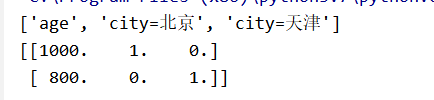 ['age', 'city=北京', 'city=天津']
[[1000.    1.    0.]
 [ 800.    0.    1.]]